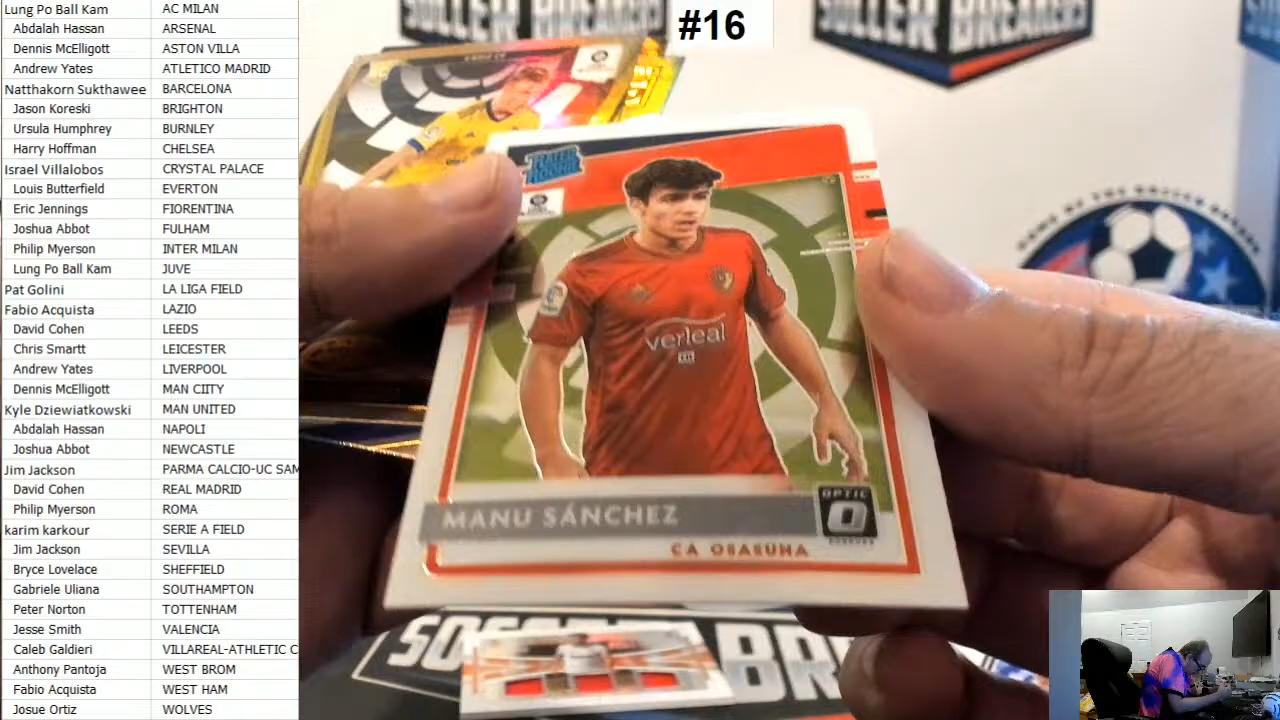 Lung Po Ball Kam AC MILAN
Abdalah Hassan ARSENAL
Dennis McElligott ASTON VILLA
Andrew Yates ATLETICO MADRID
Natthakorn Sukthawee BARCELONA
Jason Koreski BRIGHTON
Ursula Humphrey BURNLEY
Harry Hoffman CHELSEA
Israel Villalobos CRYSTAL PALACE
Louis Butterfield EVERTON
Eric Jennings FIORENTINA
Joshua Abbot FULHAM
Philip Myerson INTER MILAN
Lung Po Ball Kam JUVE
Pat Golini LA LIGA FIELD
Fabio Acquista LAZIO
David Cohen LEEDS
Chris Smartt LEICESTER
Andrew Yates LIVERPOOL
Dennis McElligott MAN CIITY
Kyle Dziewiatkowski MAN UNITED
Abdalah Hassan NAPOLI
Joshua Abbot NEWCASTLE
Jim Jackson PARMA CALCIO-UC SAM
David Cohen REAL MADRID
Philip Myerson ROMA
karim karkour SERIE A FIELD
Jim Jackson SEVILLA
Bryce Lovelace SHEFFIELD
Gabriele Uliana SOUTHAMPTON
Peter Norton TOTTENHAM
Jesse Smith VALENCIA
Caleb Galdieri VILLAREAL-ATHLETIC C
Anthony Pantoja WEST BROM
Fabio Acquista WEST HAM
Josue Ortiz WOLVES
#16
SOCCER BREAKERS
RATED ROOKIE
verleal
OPTIC
MANU SÁNCHEZ
CA OSASUNA